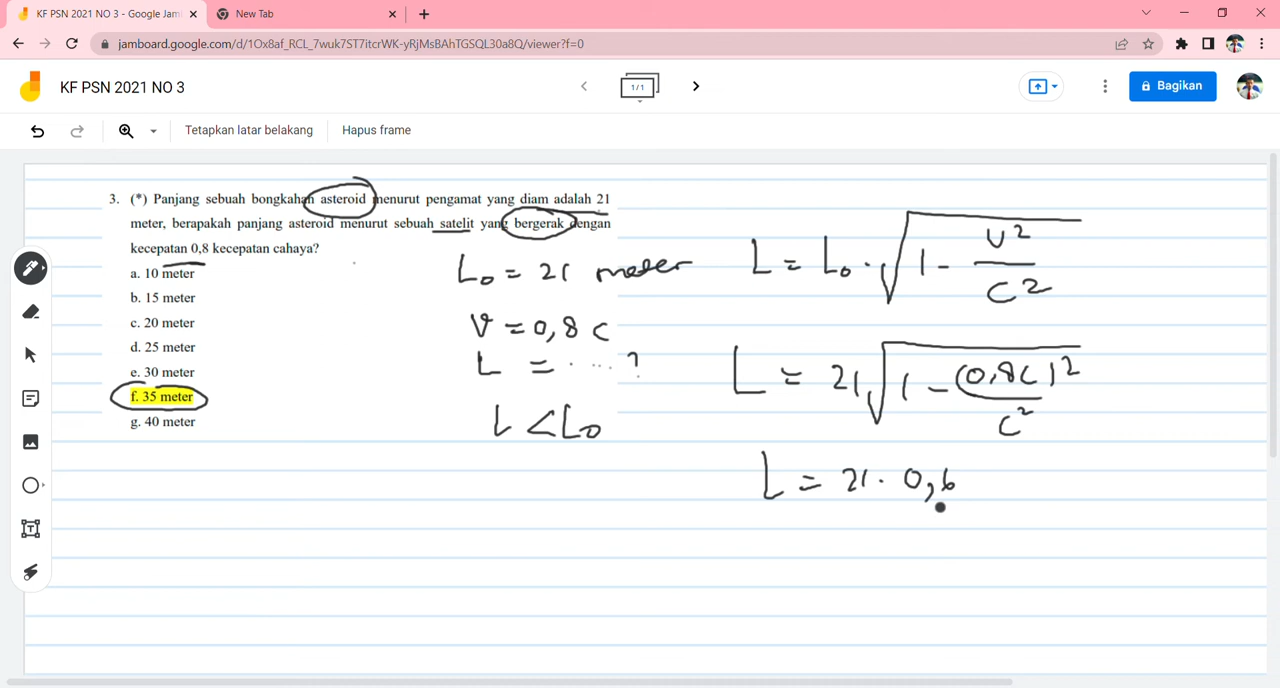 KF PSN 2021 NO 3 - Google Jam
New Tab
jamboard.google.com/d/1Ox8af_RCL_7wuk7ST7itcrWK-yRjMsBAhTGSQL30a8Q/viewer?f=0
KF PSN 2021 NO 3
1/1
Bagikan
Tetapkan latar belakang
Hapus frame
3. (*) Panjang sebuah bongkahan asteroid menurut pengamat yang diam adalah 21
meter, berapakah panjang asteroid menurut sebuah satelit yang bergerak dengan
kecepatan 0,8 kecepatan cahaya?
a. 10 meter
b. 15 meter
c. 20 meter
d. 25 meter
e. 30 meter
f. 35 meter
g. 40 meter
L₀ = 21 meter
V = 0,8 c
L = ..... ?
L < L₀
L = L₀ · √1 - v²/c²
L = 21 √1 - (0,8c)²/c²
L = 21 . 0,6